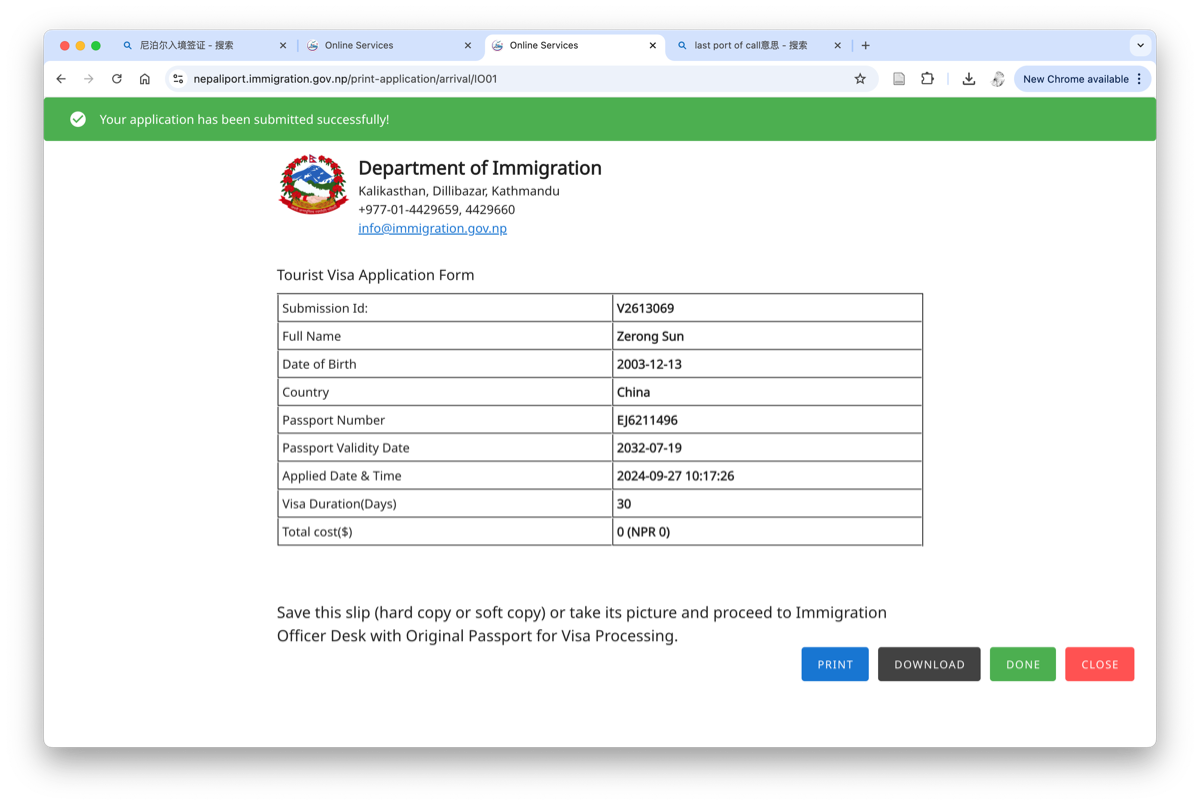 尼泊尔入境签证 - 搜索
Online Services
Online Services
last port of call意思 - 搜索
nepaliport.immigration.gov.np/print-application/arrival/IO01
New Chrome available
Your application has been submitted successfully!
Department of Immigration
Kalikasthan, Dillibazar, Kathmandu
+977-01-4429659, 4429660
info@immigration.gov.np
Tourist Visa Application Form
Submission Id: V2613069
Full Name Zerong Sun
Date of Birth 2003-12-13
Country China
Passport Number EJ6211496
Passport Validity Date 2032-07-19
Applied Date & Time 2024-09-27 10:17:26
Visa Duration(Days) 30
Total cost($) 0 (NPR 0)
Save this slip (hard copy or soft copy) or take its picture and proceed to Immigration
Officer Desk with Original Passport for Visa Processing.
PRINT DOWNLOAD DONE CLOSE